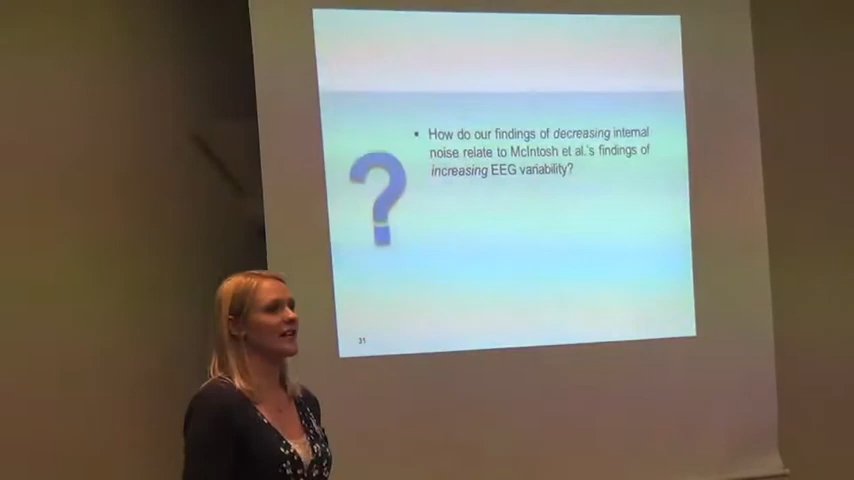 • How do our findings of decreasing internal
noise relate to McIntosh et al.'s findings of
increasing EEG variability?
?
31